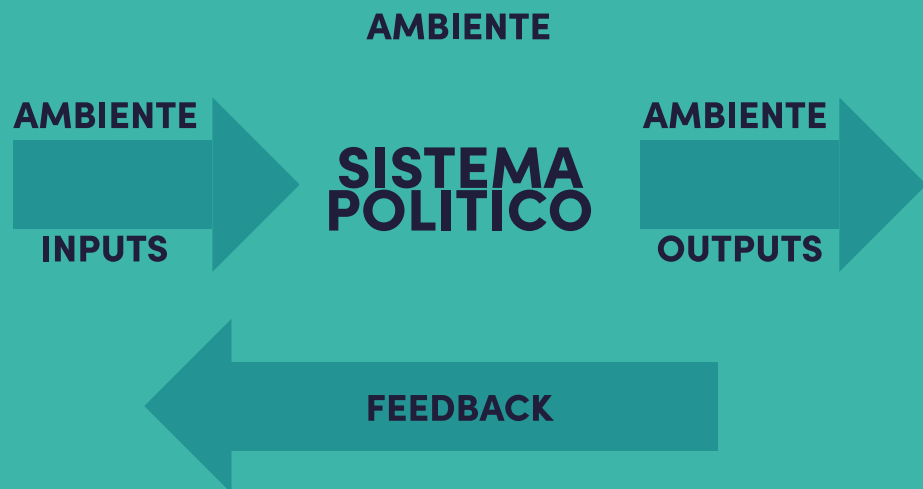 AMBIENTE
AMBIENTE
AMBIENTE
SISTEMA
POLITICO
INPUTS
OUTPUTS
FEEDBACK